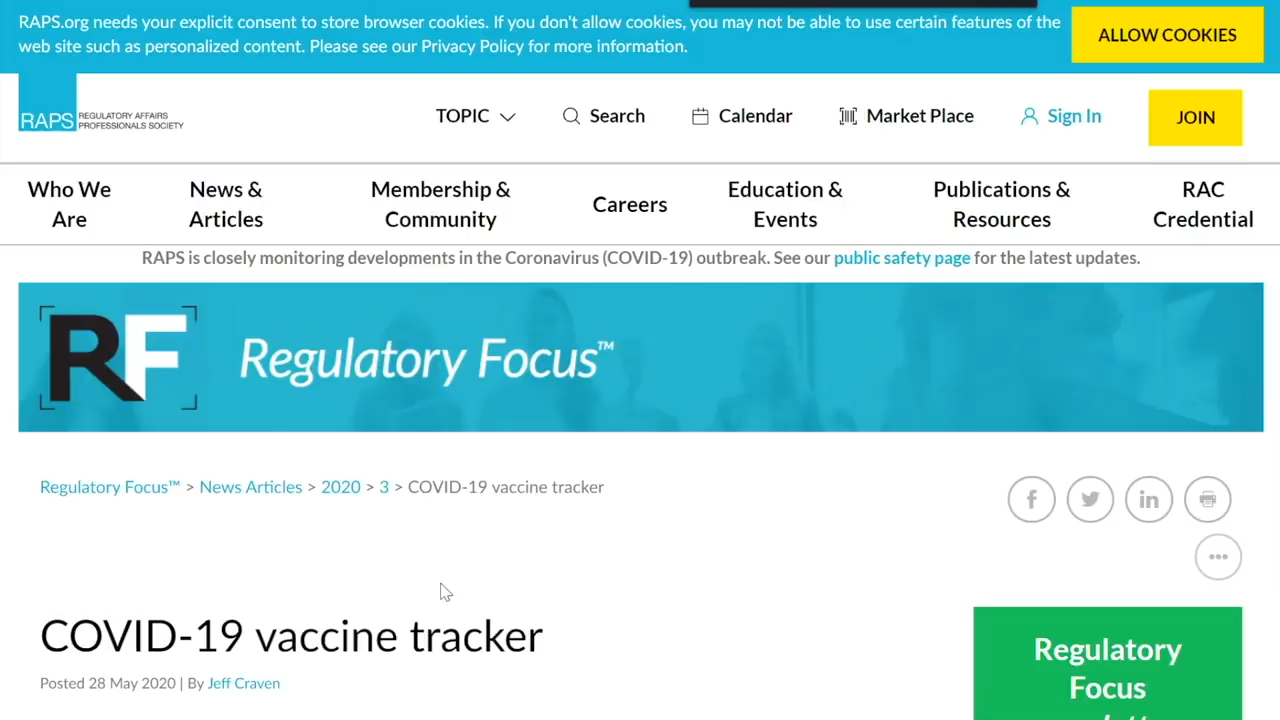 RAPS.org needs your explicit consent to store browser cookies. If you don't allow cookies, you may not be able to use certain features of the
web site such as personalized content. Please see our Privacy Policy for more information.
ALLOW COOKIES
RAPS REGULATORY AFFAIRS
PROFESSIONALS SOCIETY
TOPIC
Search
Calendar
Market Place
Sign In
JOIN
Who We
Are
News &
Articles
Membership &
Community
Careers
Education &
Events
Publications &
Resources
RAC
Credential
RAPS is closely monitoring developments in the Coronavirus (COVID-19) outbreak. See our public safety page for the latest updates.
RF
Regulatory Focus™
Regulatory Focus™ > News Articles > 2020 > 3 > COVID-19 vaccine tracker
COVID-19 vaccine tracker
Posted 28 May 2020 | By Jeff Craven
Regulatory
Focus